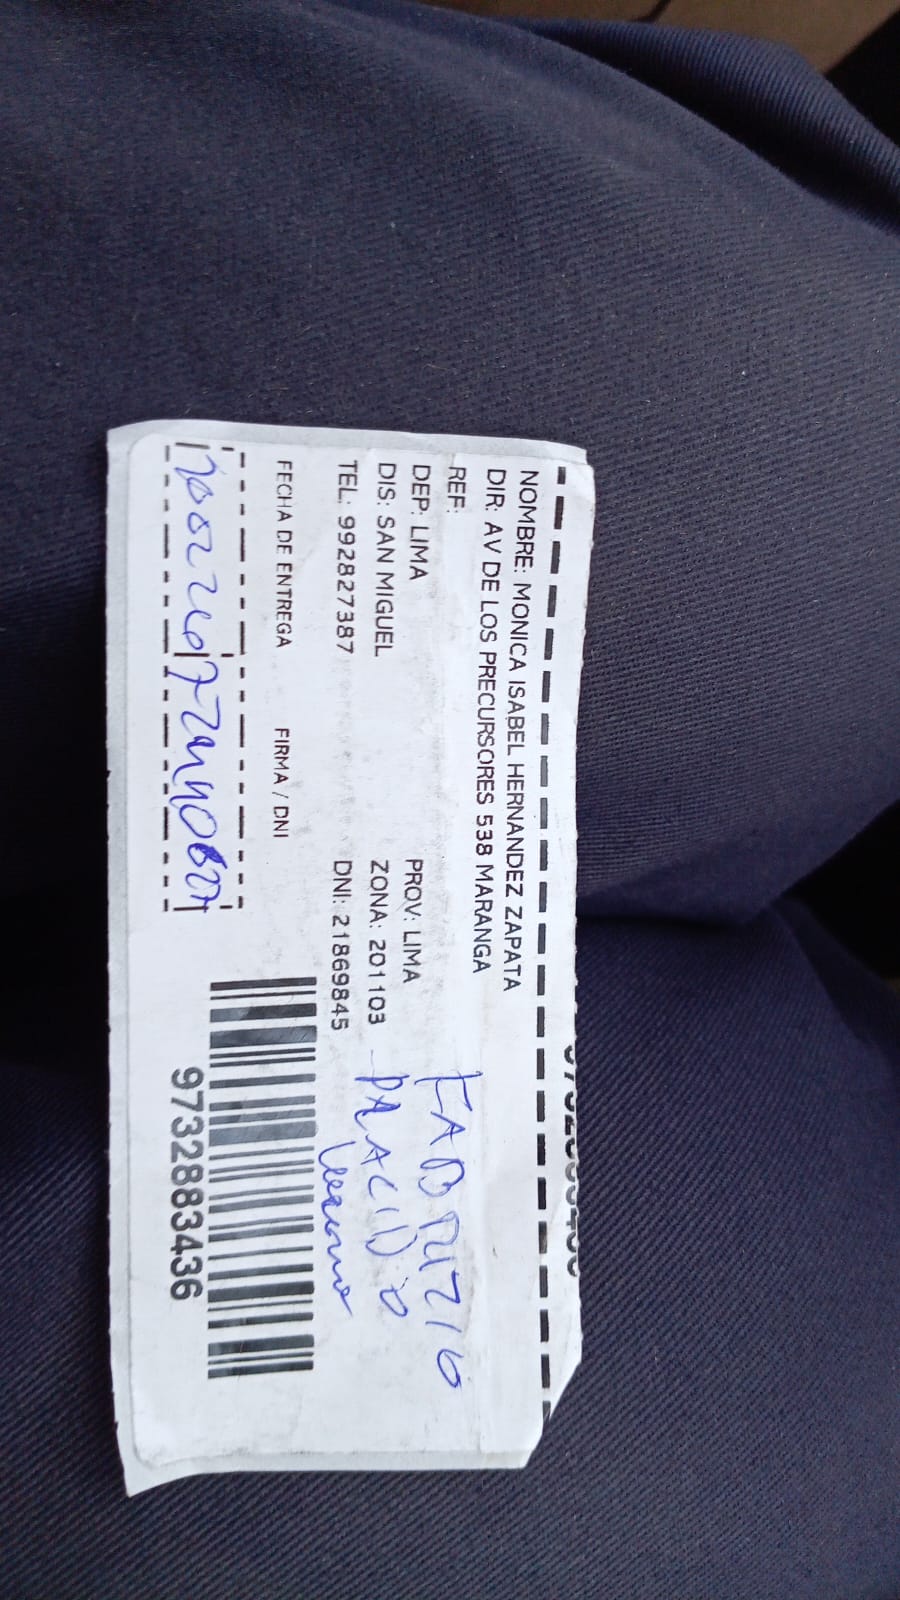 NOMBRE: MONICA ISABEL HERNANDEZ ZAPATA
DIR: AV DE LOS PRECURSORES 538 MARANGA
REF:
DEP: LIMA PROV: LIMA
DIS: SAN MIGUEL ZONA: 201103
TEL: 992827387 DNI: 21869845
FABRIZIO
PLACIDO
FECHA DE ENTREGA FIRMA / DNI
9732883436